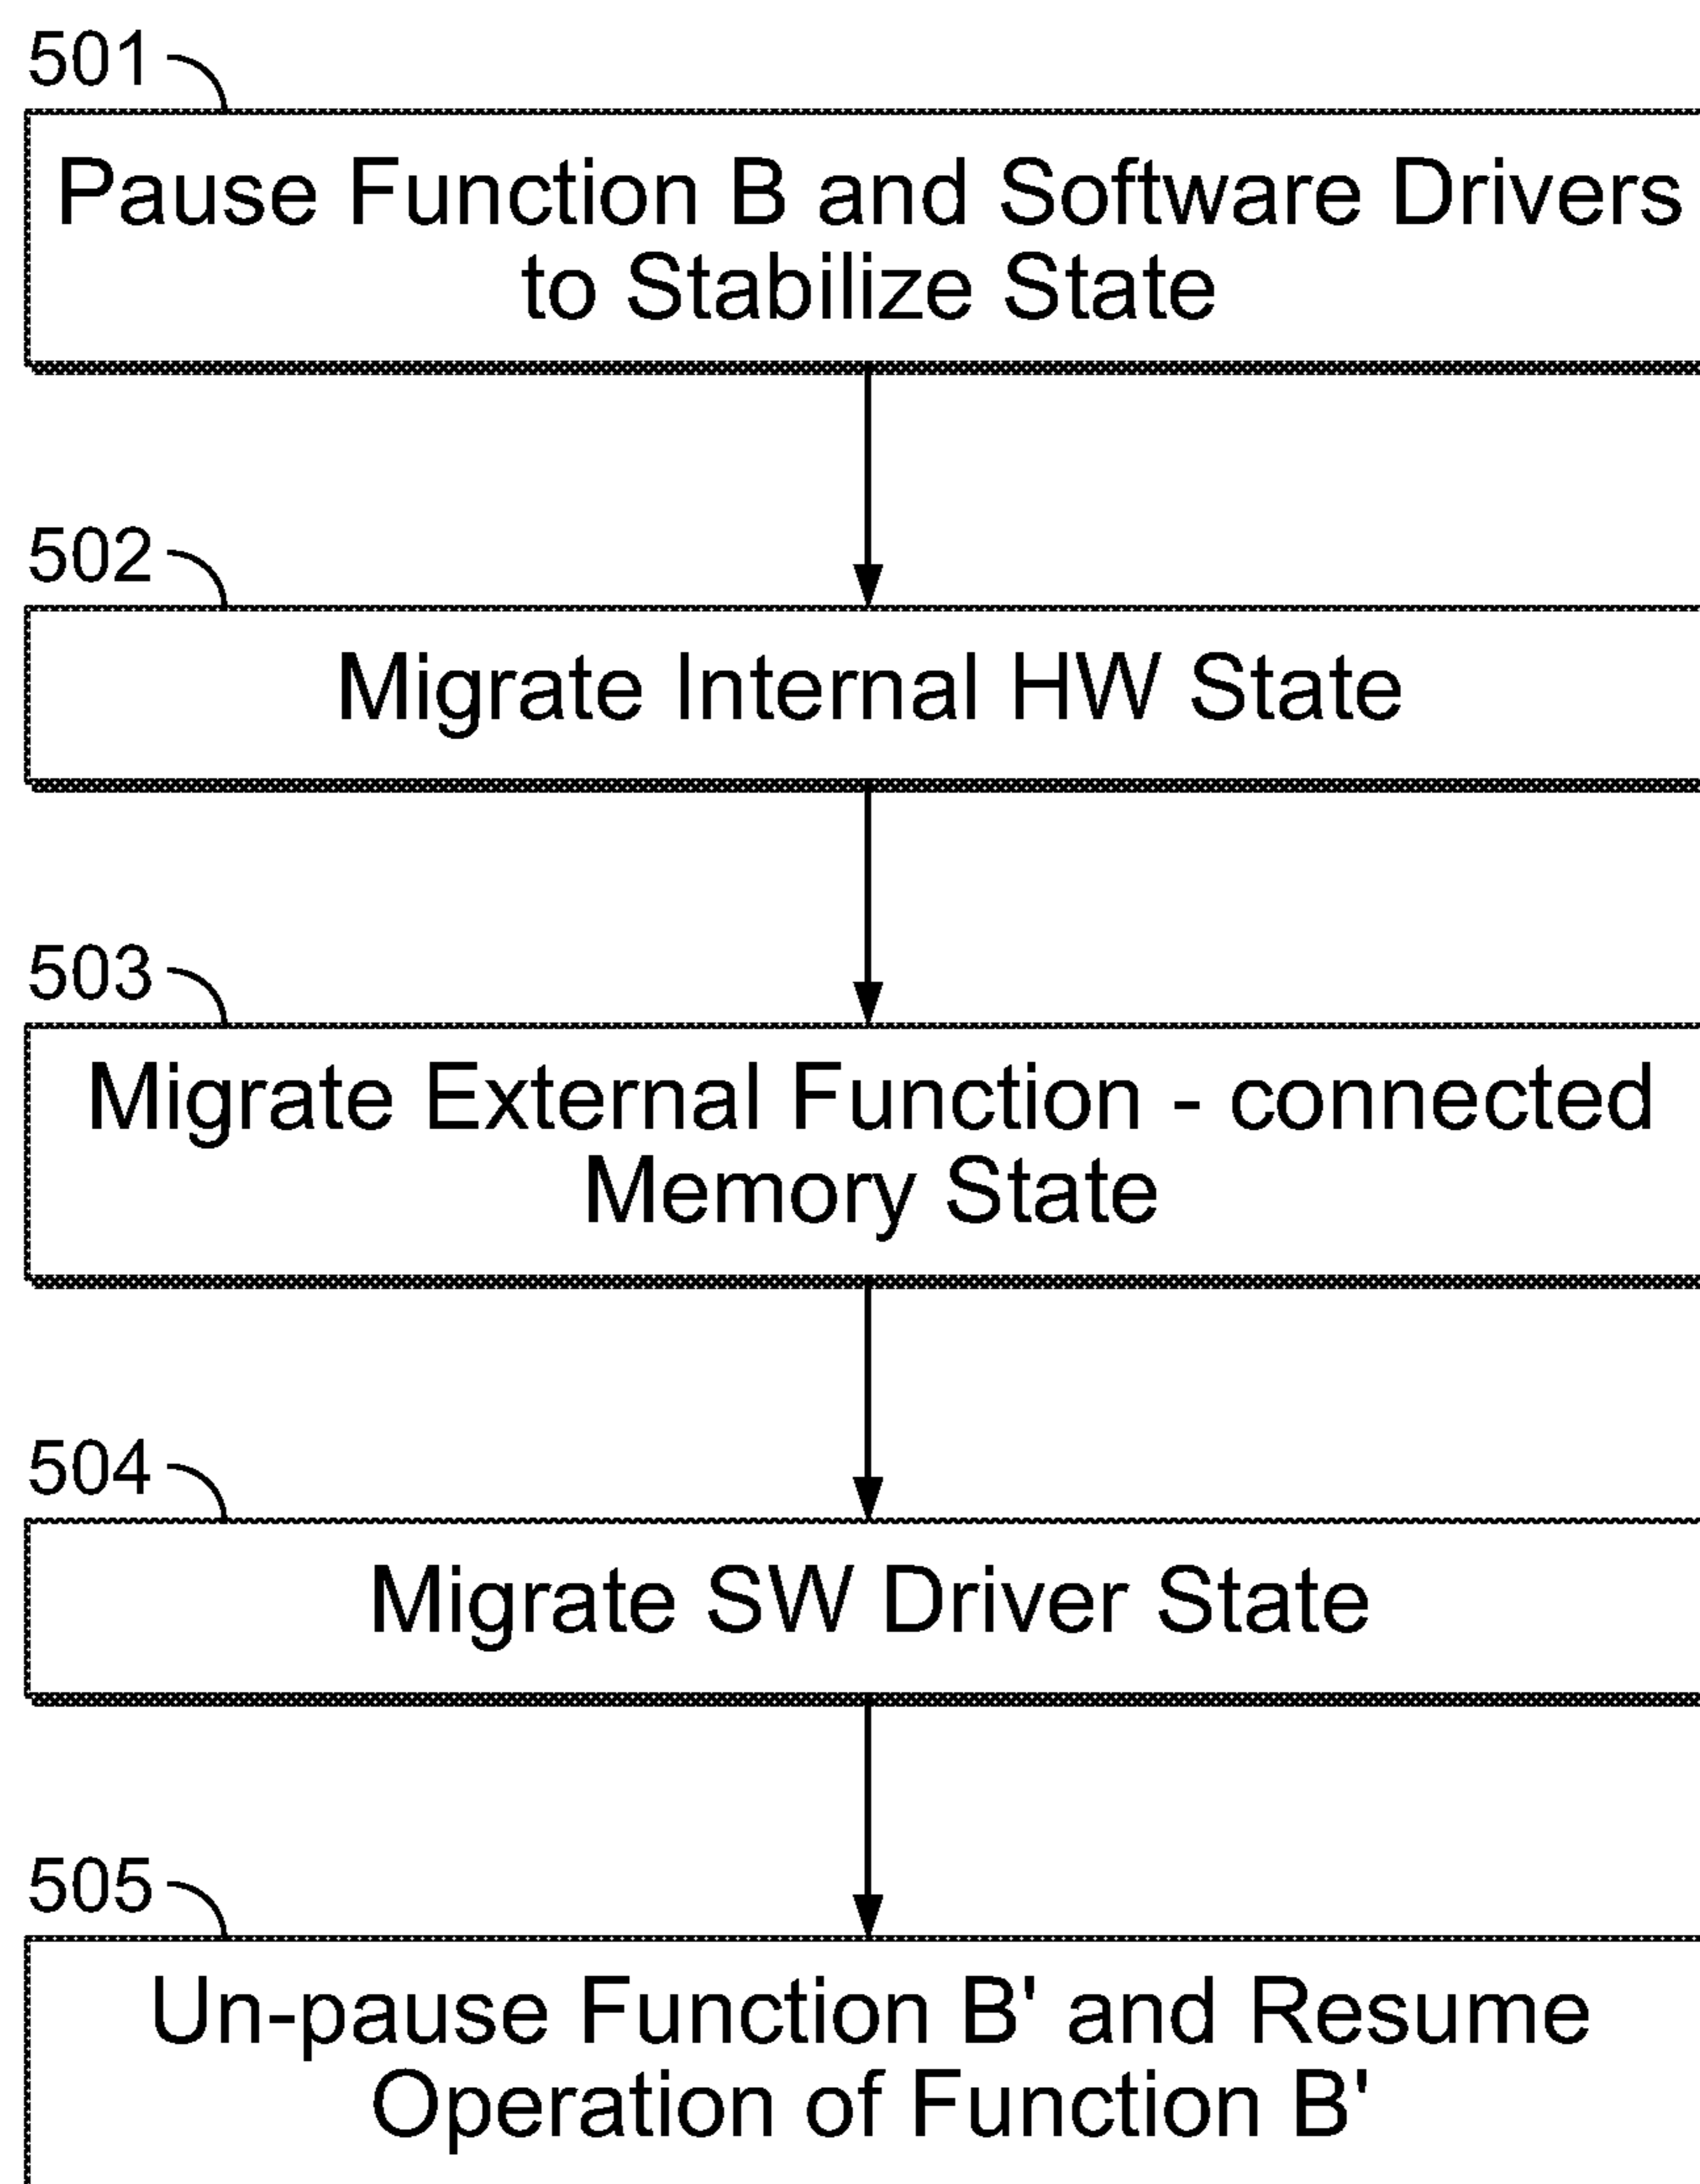 501
Pause Function B and Software Drivers
to Stabilize State
502
Migrate Internal HW State
503
Migrate External Function - connected
Memory State
504
Migrate SW Driver State
505
Un-pause Function B' and Resume
Operation of Function B'